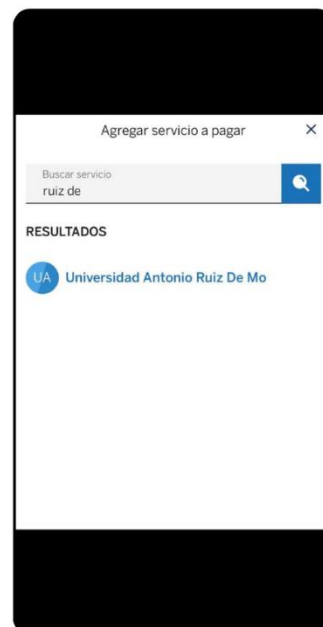 Agregar servicio a pagar
Buscar servicio
ruiz de
RESULTADOS
UA Universidad Antonio Ruiz De Mo